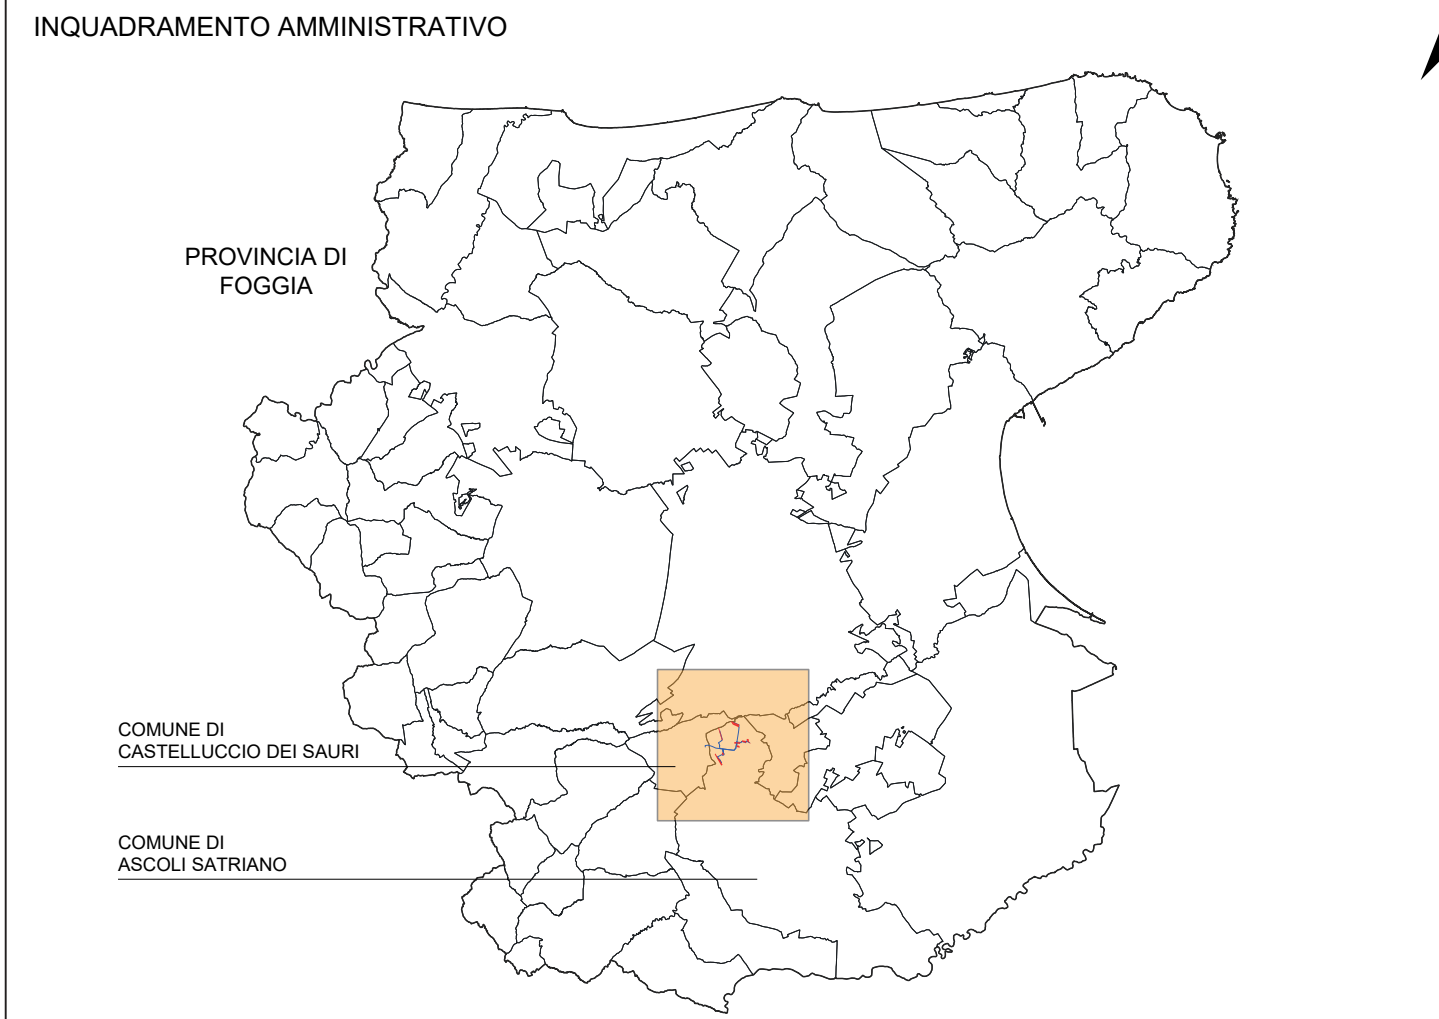 INQUADRAMENTO AMMINISTRATIVO
PROVINCIA DI
FOGGIA
COMUNE DI
CASTELLUCCIO DEI SAURI
COMUNE DI
ASCOLI SATRIANO